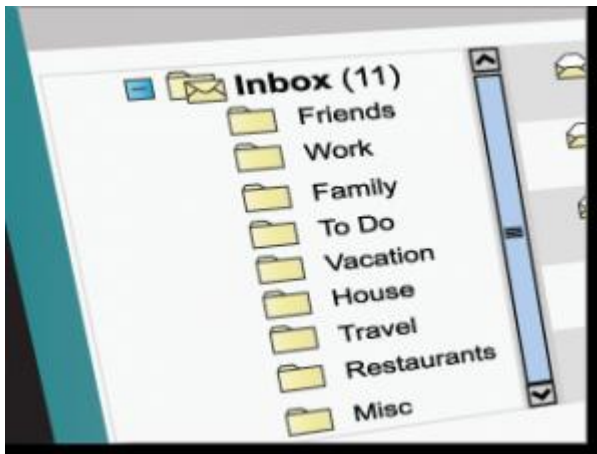 Inbox (11)
Friends
Work
Family
To Do
Vacation
House
Travel
Restaurants
Misc